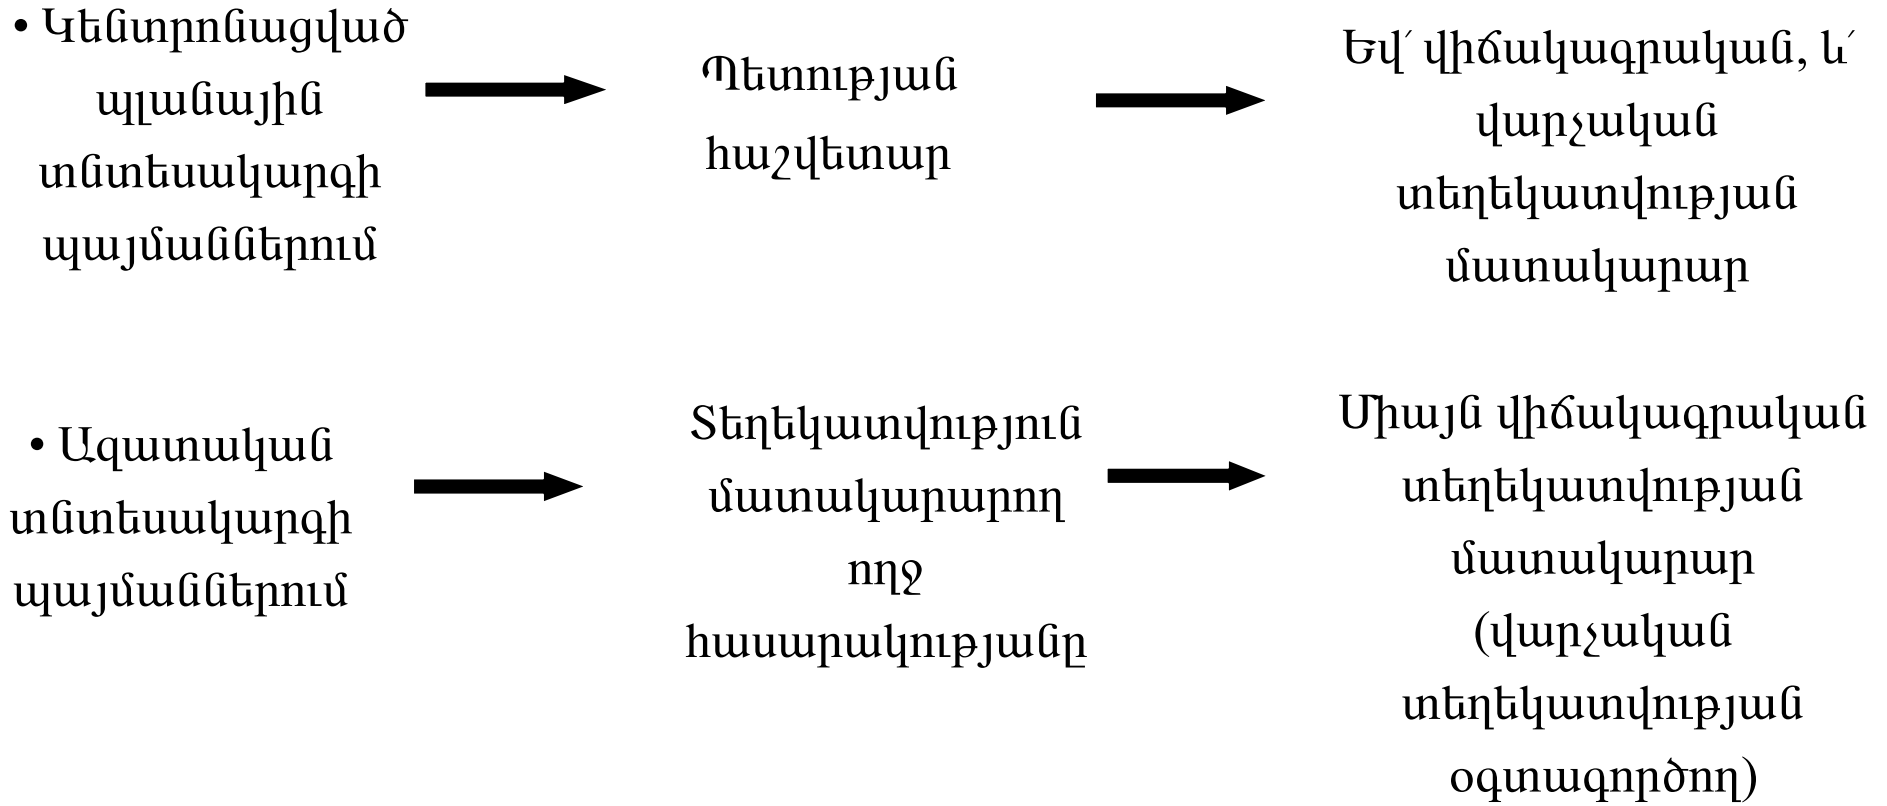 • Կենտրոնացված
պլանային
տնտեսակարգի
պայմաններում
Պետության
հաշվետար
Եվ՛ վիճակագրական, և՛
վարչական
տեղեկատվության
մատակարար
• Ազատական
տնտեսակարգի
պայմաններում
Տեղեկատվություն
մատակարարող
ողջ
հասարակությանը
Միայն վիճակագրական
տեղեկատվության
մատակարար
(վարչական
տեղեկատվության
օգտագործող)